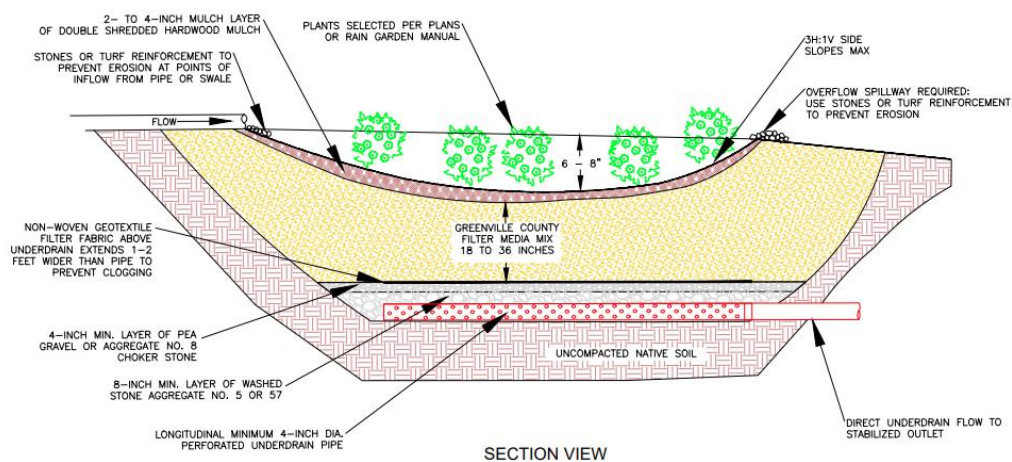 2- TO 4-INCH MULCH LAYER
OF DOUBLE SHREDDED HARDWOOD MULCH
PLANTS SELECTED PER PLANS
OR RAIN GARDEN MANUAL
3H:1V SIDE
SLOPES MAX
STONES OR TURF REINFORCEMENT TO
PREVENT EROSION AT POINTS OF
INFLOW FROM PIPE OR SWALE
OVERFLOW SPILLWAY REQUIRED:
USE STONES OR TURF REINFORCEMENT
TO PREVENT EROSION
FLOW
6 - 8"
NON-WOVEN GEOTEXTILE
FILTER FABRIC ABOVE
UNDERDRAIN EXTENDS 1-2
FEET WIDER THAN PIPE TO
PREVENT CLOGGING
GREENVILLE COUNTY
FILTER MEDIA MIX
18 TO 36 INCHES
4-INCH MIN. LAYER OF PEA
GRAVEL OR AGGREGATE NO. 8
CHOKER STONE
UNCOMPACTED NATIVE SOIL
8-INCH MIN. LAYER OF WASHED
STONE AGGREGATE NO. 5 OR 57
LONGITUDINAL MINIMUM 4-INCH DIA.
PERFORATED UNDERDRAIN PIPE
DIRECT UNDERDRAIN FLOW TO
STABILIZED OUTLET
SECTION VIEW